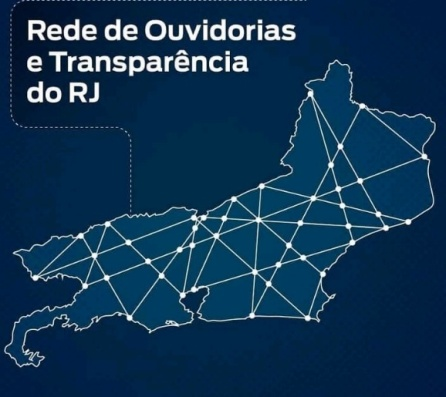 Rede de Ouvidorias
e Transparência
do RJ